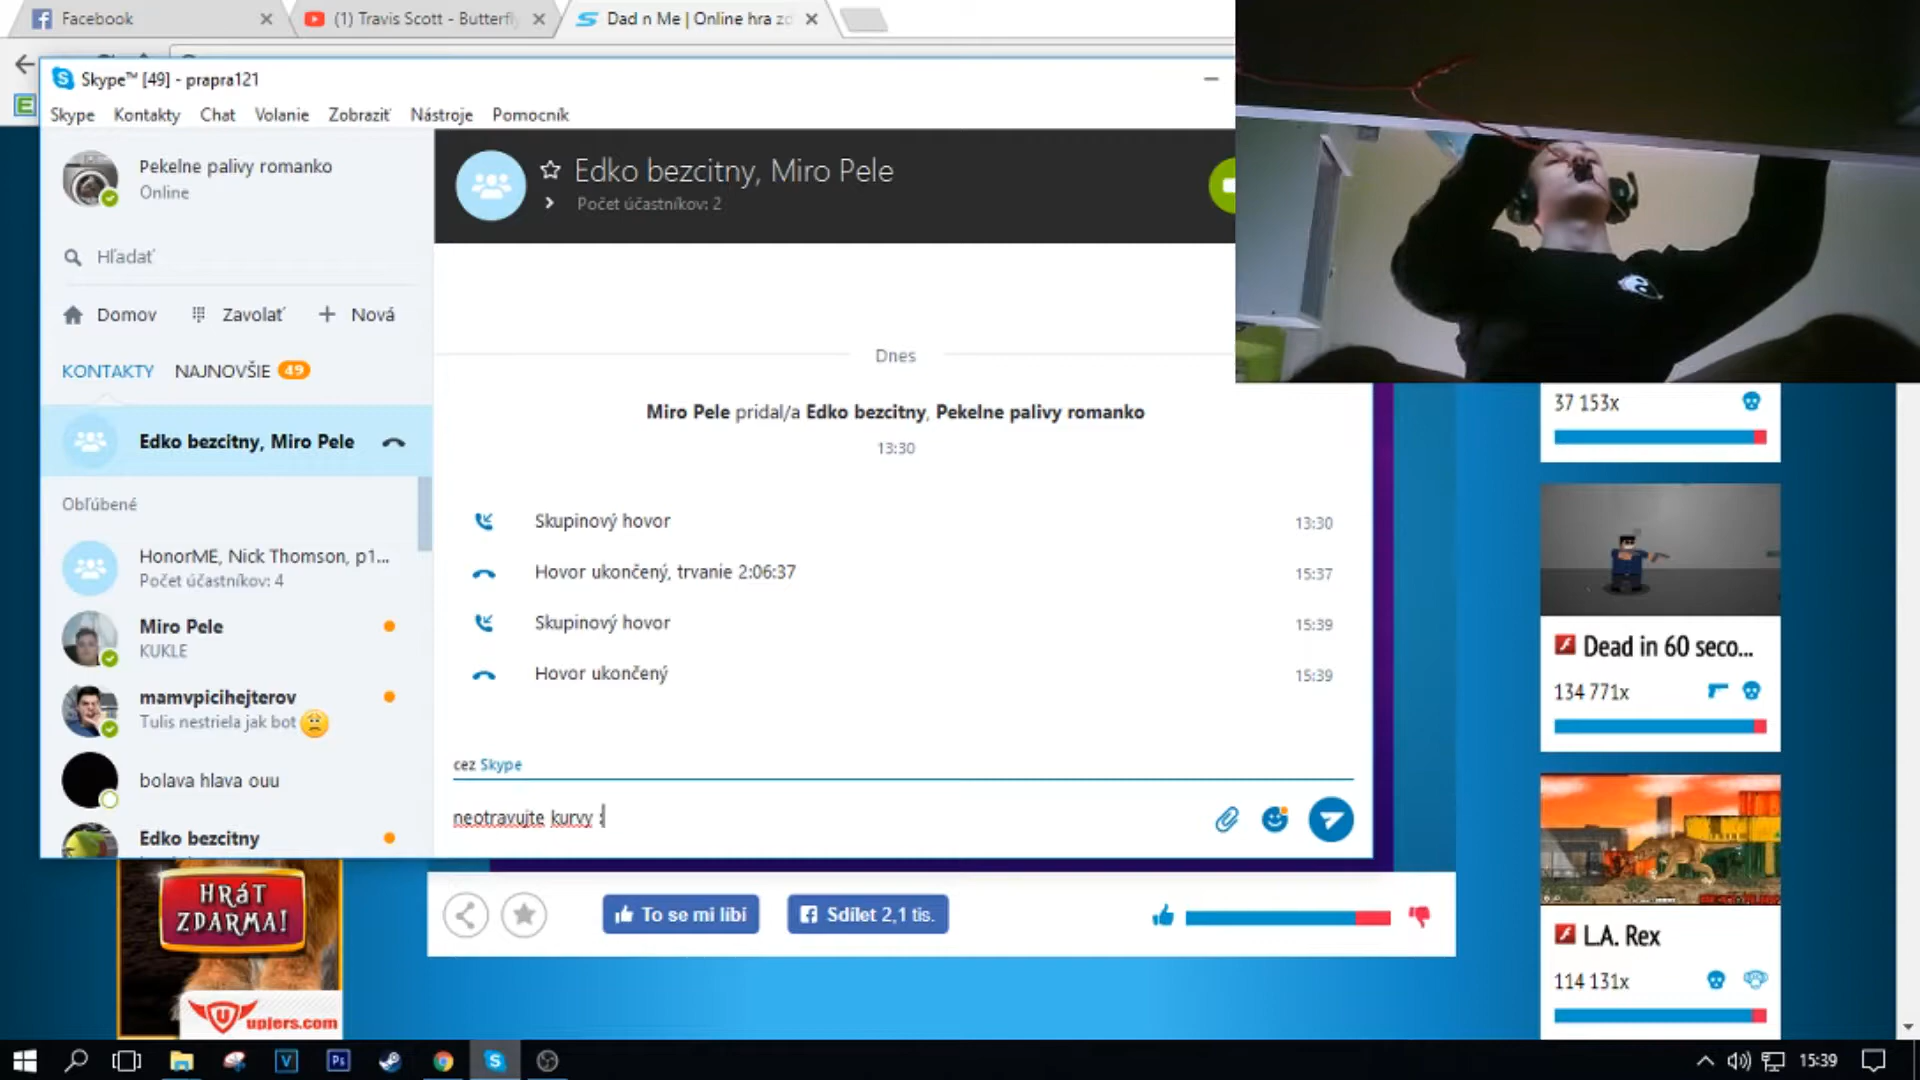 Facebook
(1) Travis Scott - Butterfl
Dad n Me | Online hra zd
Skype™ [49] - prapra121
Skype Kontakty Chat Volanie Zobraziť Nástroje Pomocník
Pekelne palivy romanko
Online
Hľadať
Domov Zavolať Nová
KONTAKTY NAJNOVŠIE 49
Edko bezcitny, Miro Pele
Obľúbené
HonorME, Nick Thomson, p1...
Počet účastníkov: 4
Miro Pele
KUKLE
mamvpicihejterov
Tulis nestriela jak bot
bolava hlava ouu
Edko bezcitny
Edko bezcitny, Miro Pele
Počet účastníkov: 2
Dnes
Miro Pele pridal/a Edko bezcitny, Pekelne palivy romanko
13:30
Skupinový hovor 13:30
Hovor ukončený, trvanie 2:06:37 15:37
Skupinový hovor 15:39
Hovor ukončený 15:39
cez Skype
neotravujte kurvy :
37 153x
Dead in 60 seco...
134 771x
L.A. Rex
114 131x
HRáT
ZDARMA!
upjers.com
To se mi líbí
Sdílet 2,1 tis.
15:39